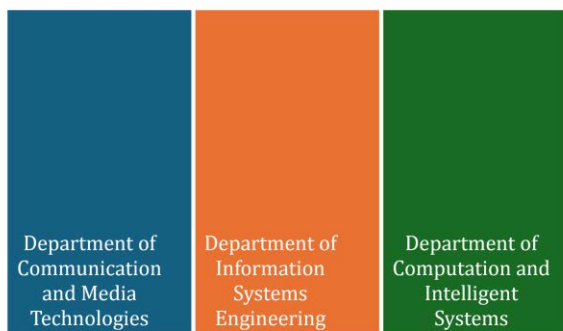 Department of
Communication
and Media
Technologies
Department of
Information
Systems
Engineering
Department of
Computation and
Intelligent
Systems